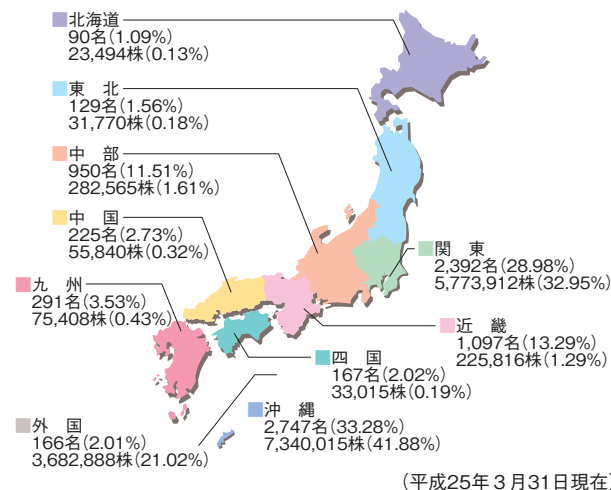 北海道
90名(1.09%)
23,494株(0.13%)
東 北
129名(1.56%)
31,770株(0.18%)
中 部
950名(11.51%)
282,565株(1.61%)
中 国
225名(2.73%)
55,840株(0.32%)
九 州
291名(3.53%)
75,408株(0.43%)
関 東
2,392名(28.98%)
5,773,912株(32.95%)
近 畿
1,097名(13.29%)
225,816株(1.29%)
四 国
167名(2.02%)
33,015株(0.19%)
沖 縄
2,747名(33.28%)
7,340,015株(41.88%)
外 国
166名(2.01%)
3,682,888株(21.02%)
(平成25年3月31日現在)